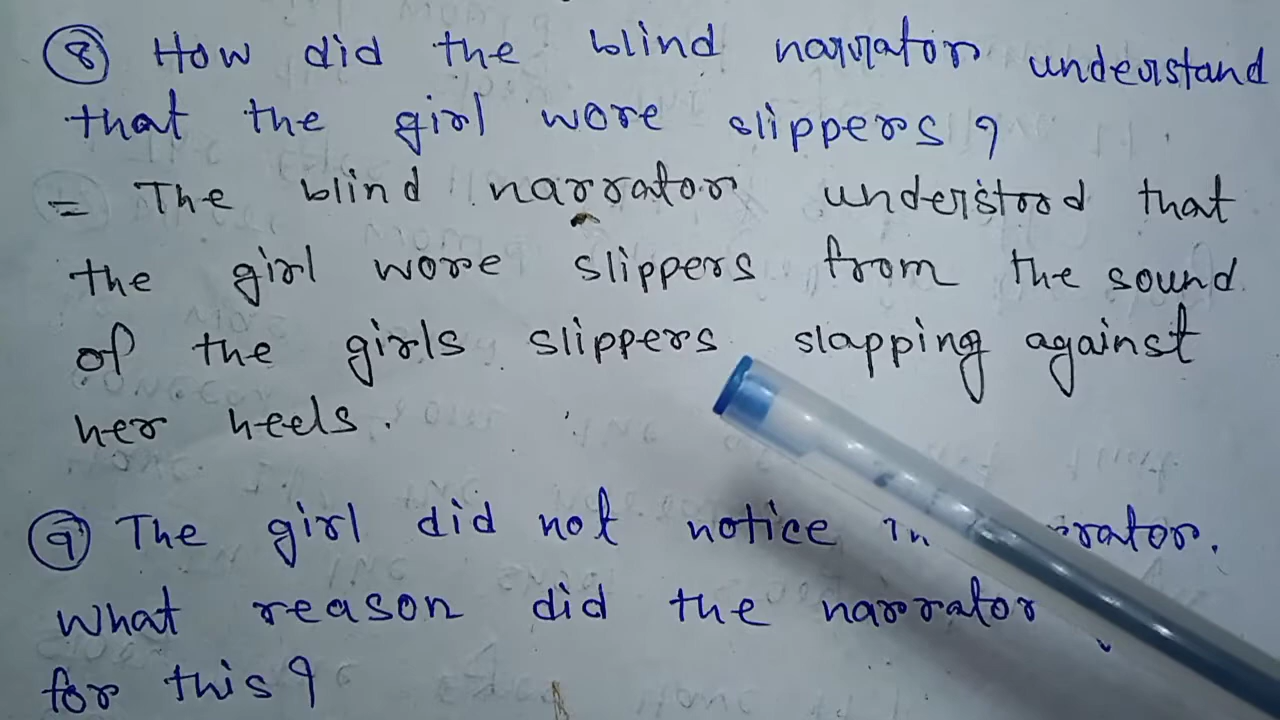 8 How did the blind narrator understand
that the girl wore slippers ?
= The blind narrator understood that
the girl wore slippers from the sound
of the girls slippers slapping against
her heels.
9 The girl did not notice
What reason did the narrator
for this ?